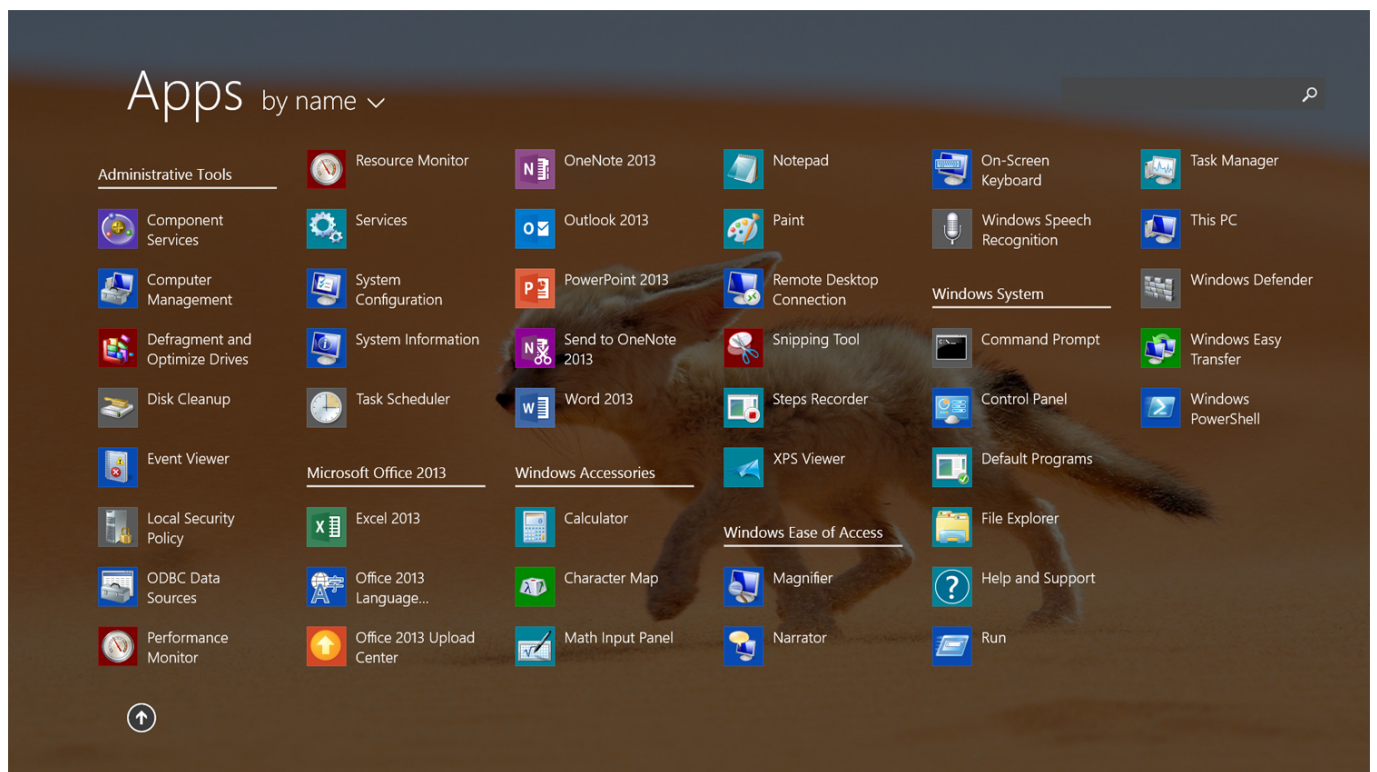 Apps by name
Administrative Tools
Component
Services
Computer
Management
Defragment and
Optimize Drives
Disk Cleanup
Event Viewer
Local Security
Policy
ODBC Data
Sources
Performance
Monitor
Resource Monitor
Services
System
Configuration
System Information
Task Scheduler
Microsoft Office 2013
Excel 2013
Office 2013
Language...
Office 2013 Upload
Center
OneNote 2013
Outlook 2013
PowerPoint 2013
Send to OneNote
2013
Word 2013
Windows Accessories
Calculator
Character Map
Math Input Panel
Notepad
Paint
Remote Desktop
Connection
Snipping Tool
Steps Recorder
XPS Viewer
Windows Ease of Access
Magnifier
Narrator
On-Screen
Keyboard
Windows Speech
Recognition
Windows System
Command Prompt
Control Panel
Default Programs
File Explorer
Help and Support
Run
Task Manager
This PC
Windows Defender
Windows Easy
Transfer
Windows
PowerShell